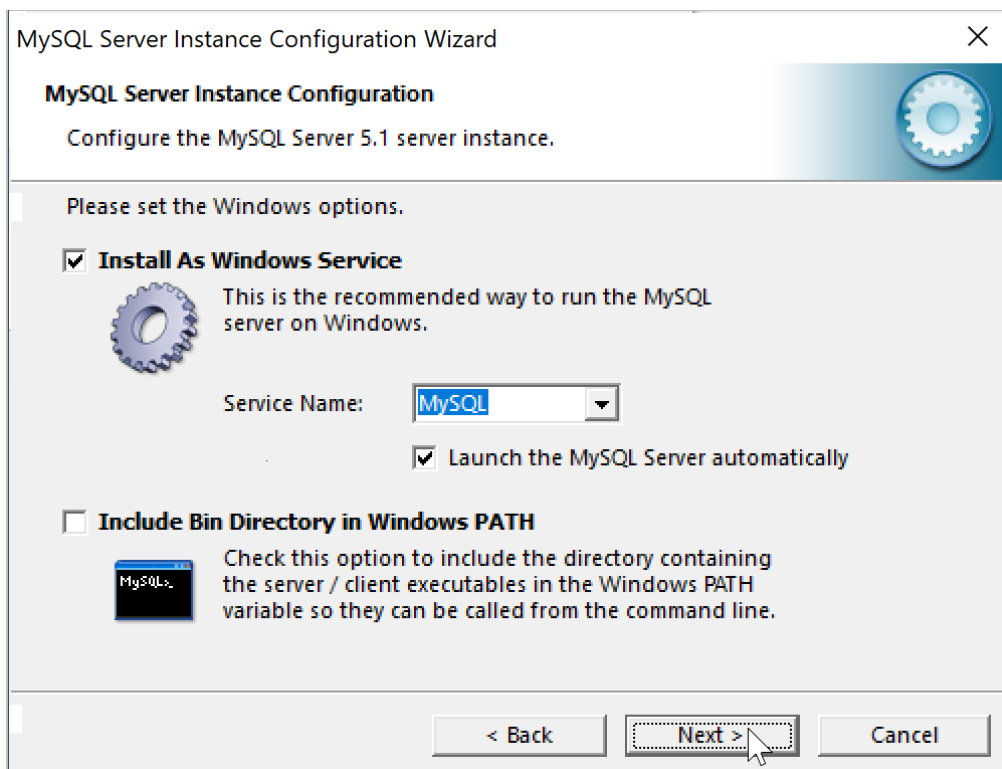 MySQL Server Instance Configuration Wizard
MySQL Server Instance Configuration
Configure the MySQL Server 5.1 server instance.
Please set the Windows options.
Install As Windows Service
This is the recommended way to run the MySQL
server on Windows.
Service Name: MySQL
Launch the MySQL Server automatically
Include Bin Directory in Windows PATH
MySQL>_
Check this option to include the directory containing
the server / client executables in the Windows PATH
variable so they can be called from the command line.
< Back Next > Cancel